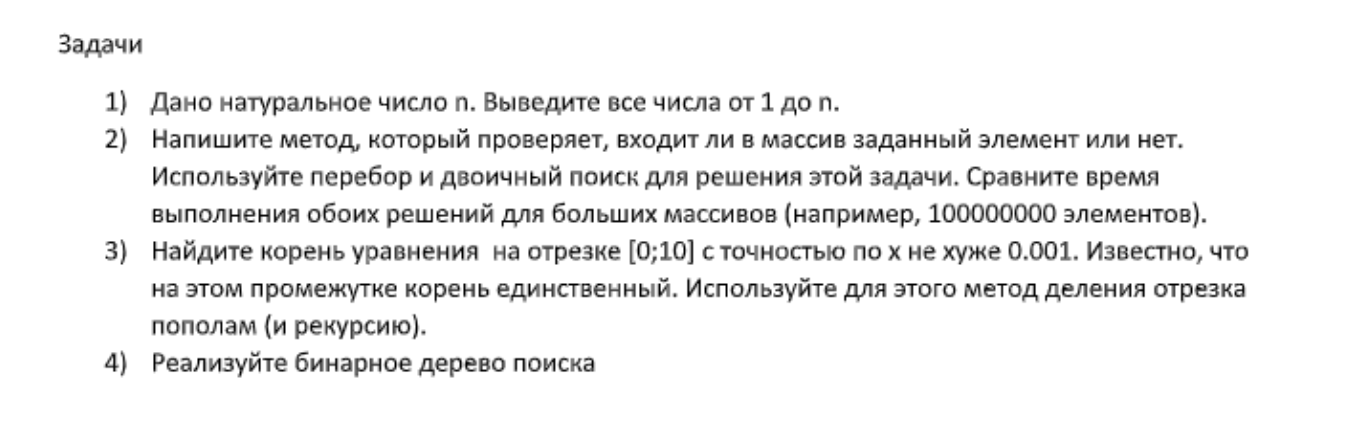 Задачи
1) Дано натуральное число n. Выведите все числа от 1 до n.
2) Напишите метод, который проверяет, входит ли в массив заданный элемент или нет.
Используйте перебор и двоичный поиск для решения этой задачи. Сравните время
выполнения обоих решений для больших массивов (например, 100000000 элементов).
3) Найдите корень уравнения  на отрезке [0;10] с точностью по x не хуже 0.001. Известно, что
на этом промежутке корень единственный. Используйте для этого метод деления отрезка
пополам (и рекурсию).
4) Реализуйте бинарное дерево поиска